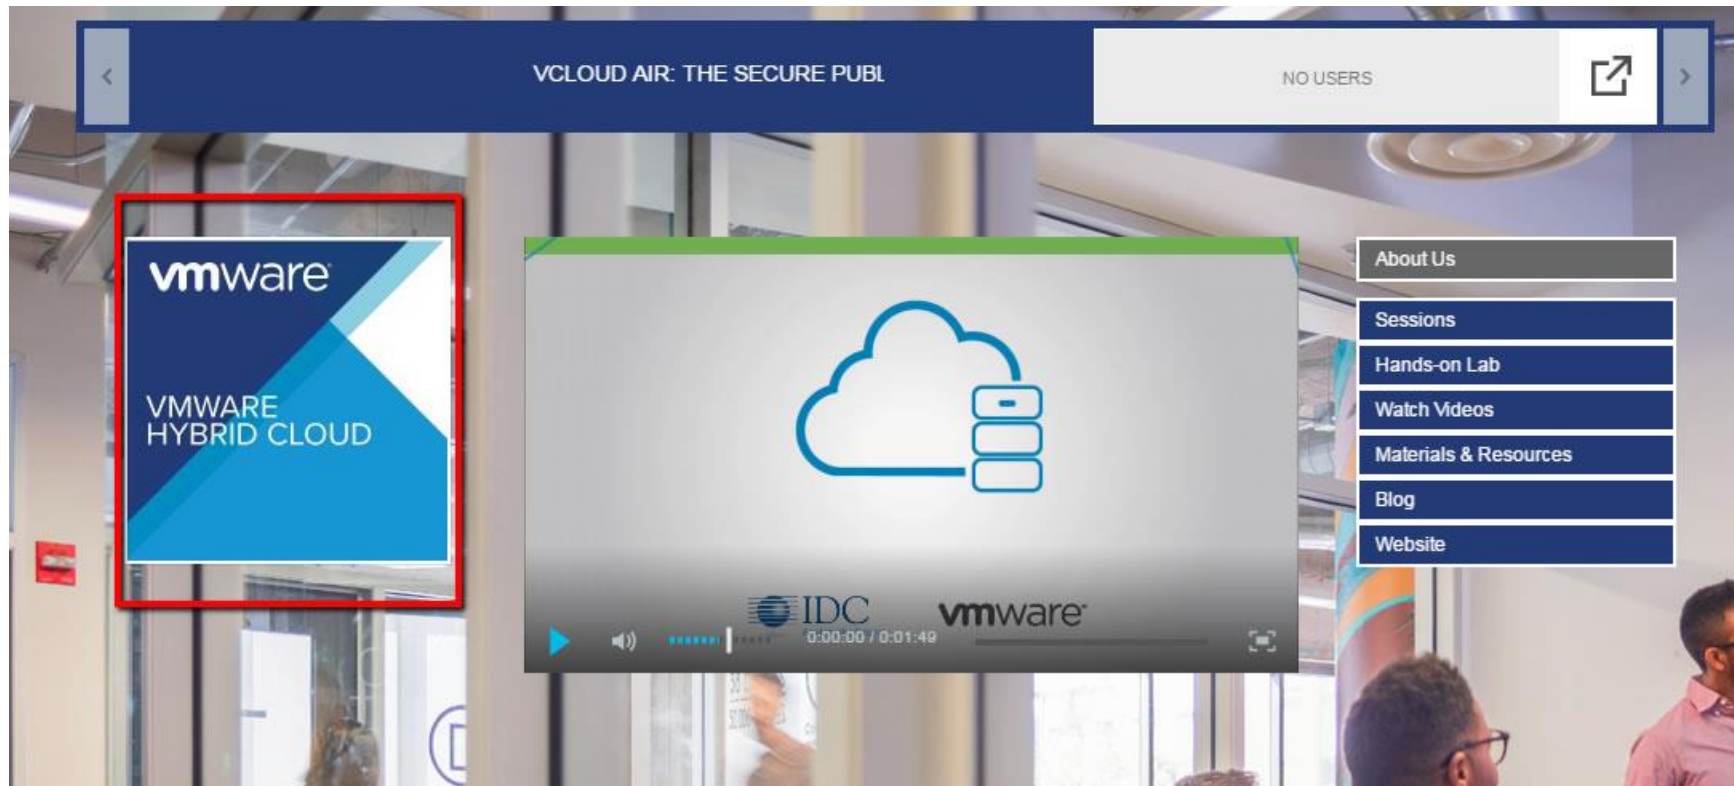 VCLOUD AIR: THE SECURE PUBL
NO USERS
vmware
VMWARE
HYBRID CLOUD
IDC vmware
0:00:00 / 0:01:49
About Us
Sessions
Hands-on Lab
Watch Videos
Materials & Resources
Blog
Website